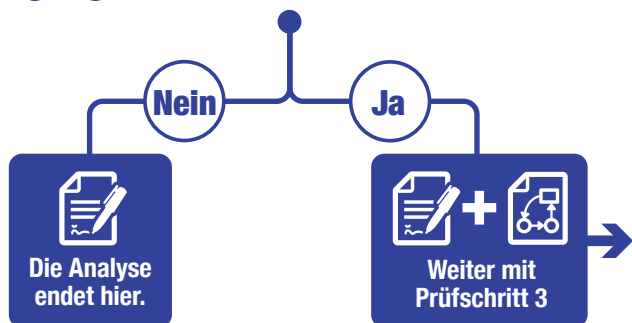 Nein
Ja
Die Analyse
endet hier.
Weiter mit
Prüfschritt 3